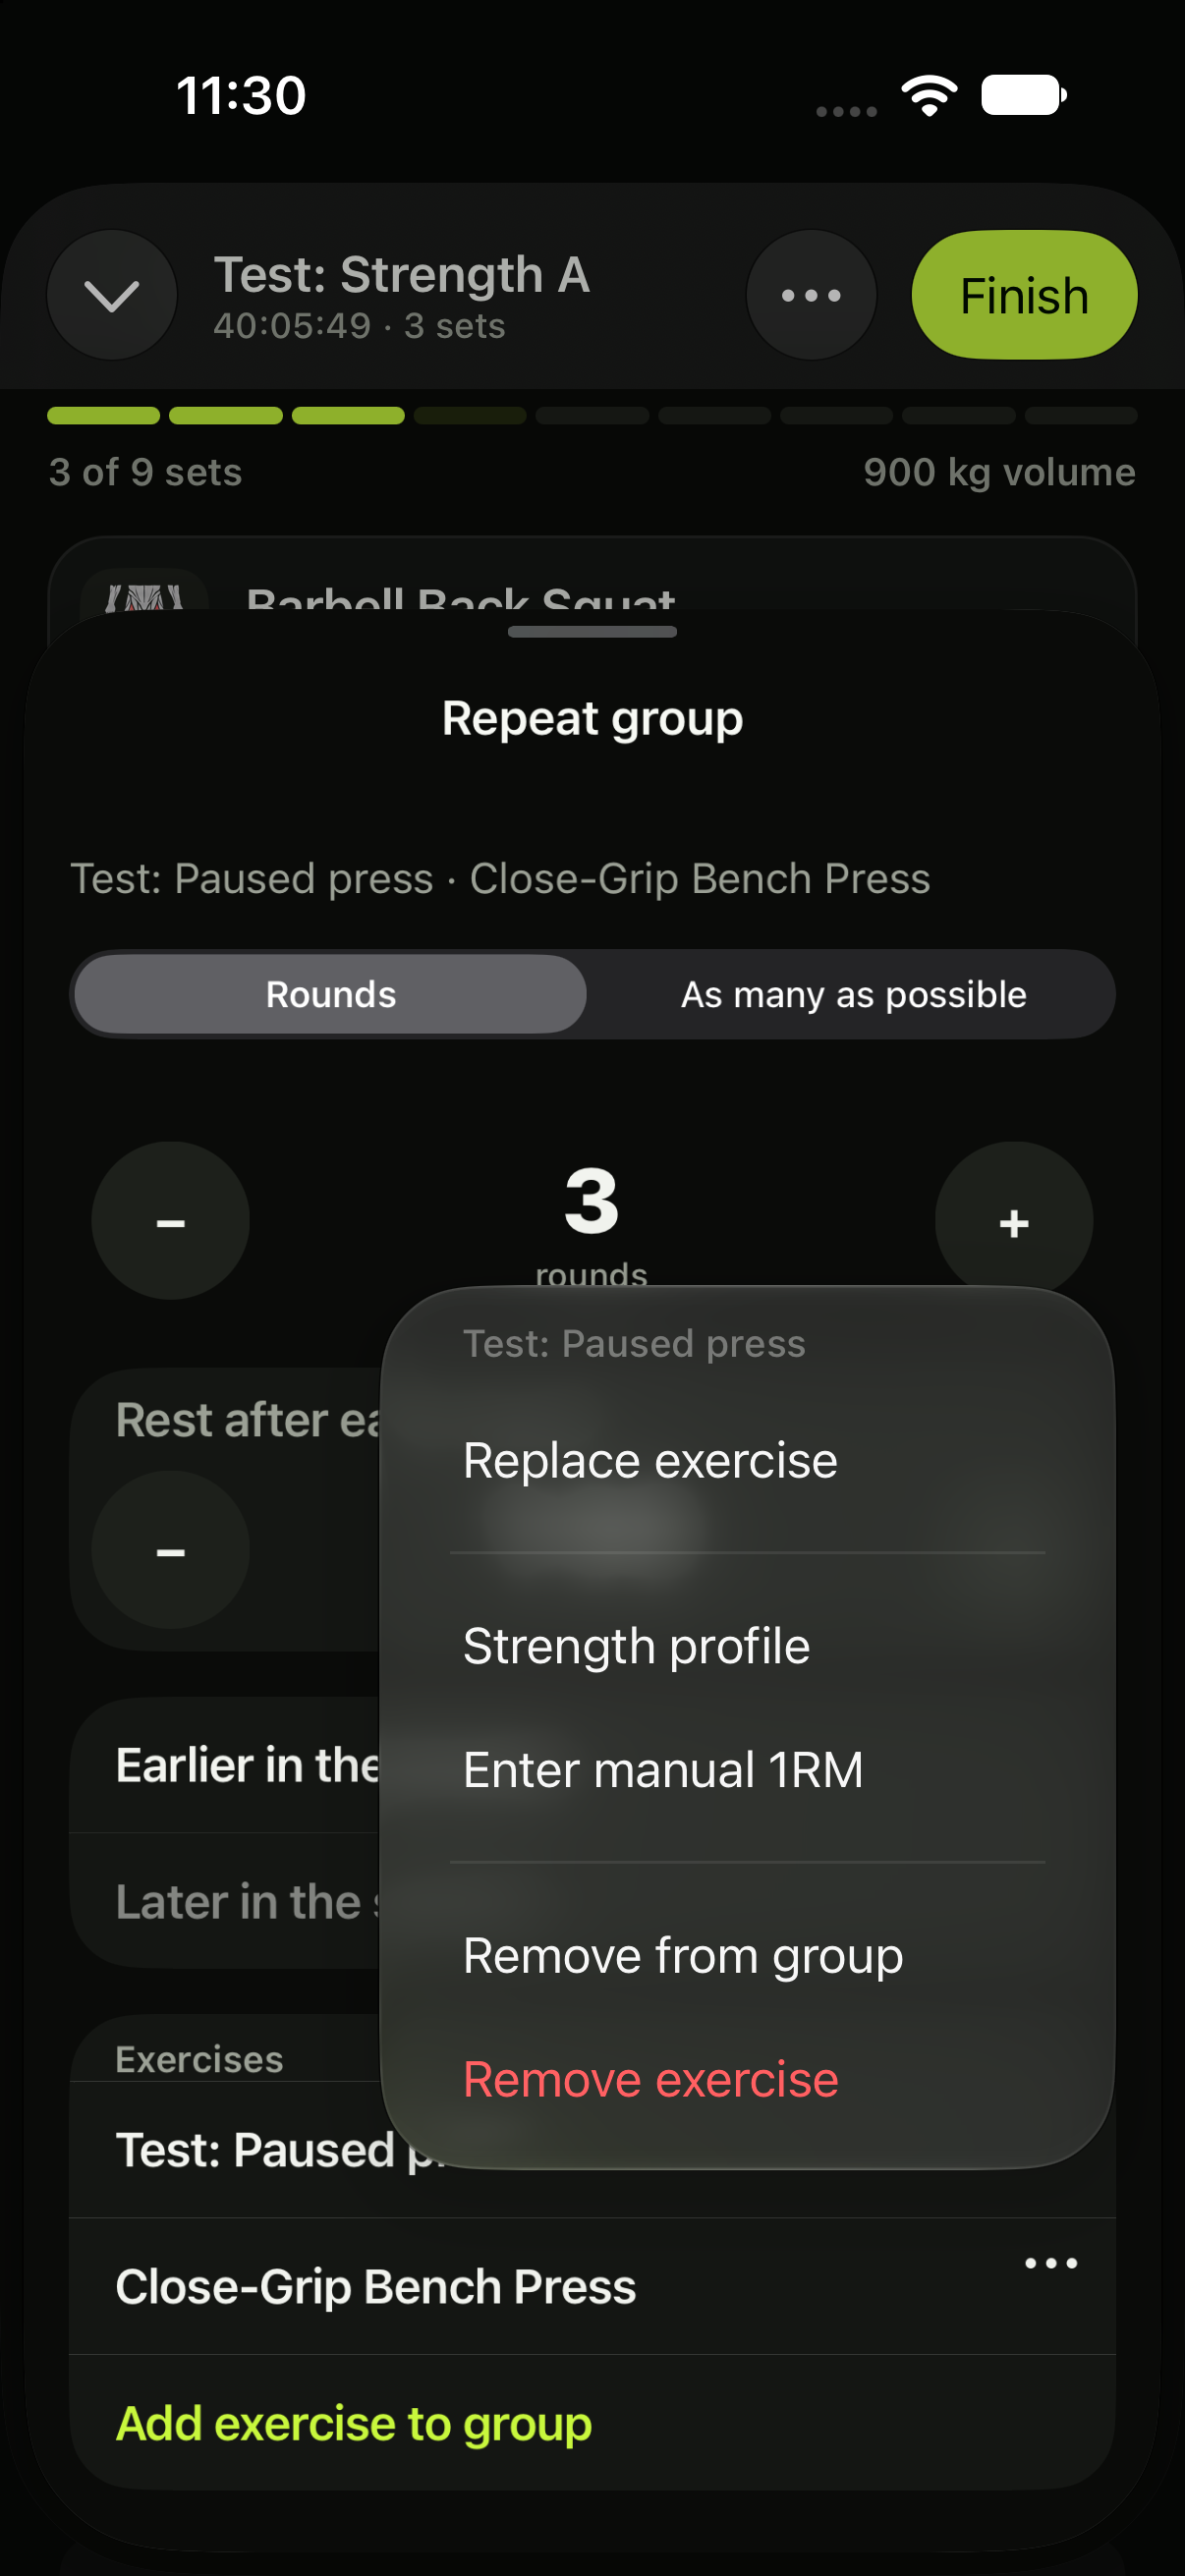 11:30
Test: Strength A
40:05:49 · 3 sets
Finish
3 of 9 sets
900 kg volume
Barbell Back Squat
Repeat group
Test: Paused press · Close-Grip Bench Press
Rounds
As many as possible
−
3
+
rounds
Test: Paused press
Replace exercise
Rest after
−
Strength profile
Earlier in the
Enter manual 1RM
Later in the
Remove from group
Exercises
Remove exercise
Test: Paused
Close-Grip Bench Press
Add exercise to group